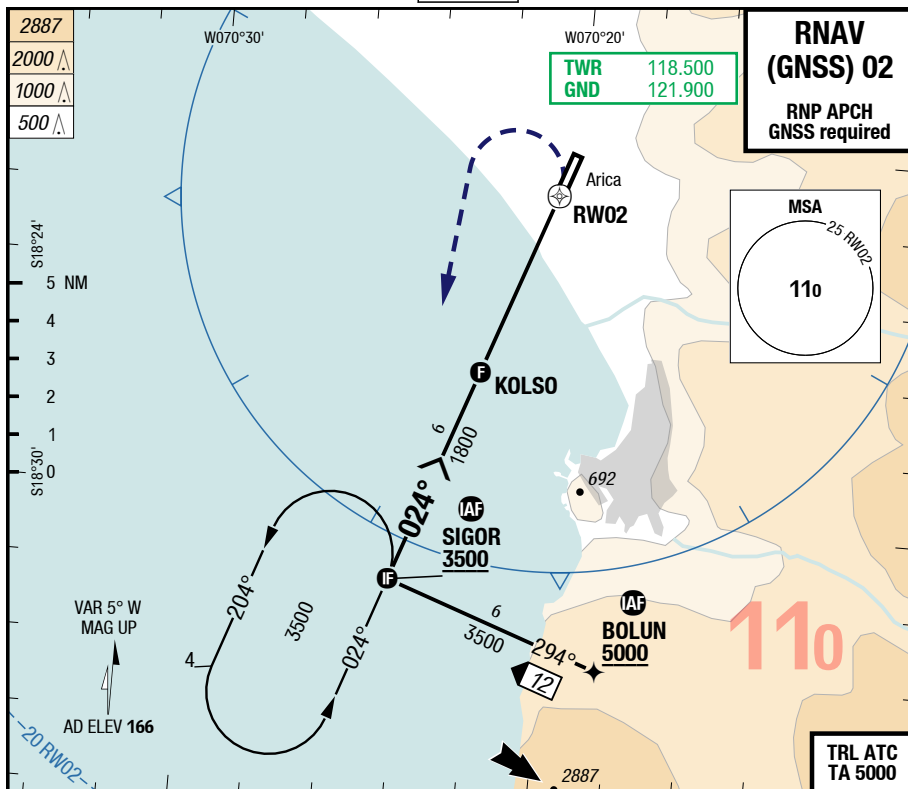 2887
2000
1000
500
W070°30'
W070°20'
TWR 118.500
GND 121.900
RNAV
(GNSS) 02
RNP APCH
GNSS required
Arica
RW02
MSA
25 RW02
110
S18°24'
5 NM
4
3
2
1
0
S18°30'
F
KOLSO
6
1800
024°
692
IAF
SIGOR
3500
IF
204°
3500
024°
4
6
3500
294°
12
IAF
BOLUN
5000
110
VAR 5° W
MAG UP
AD ELEV 166
20 RW02
2887
TRL ATC
TA 5000